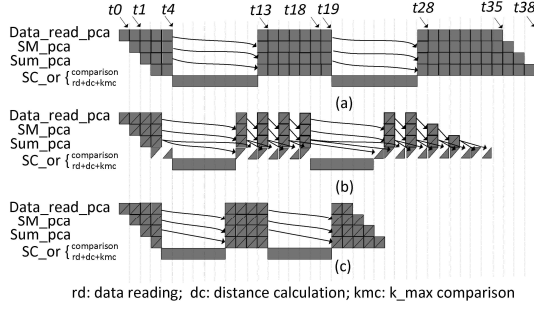 t0 t1 t4 t13 t18 t19 t28 t35 t38
Data_read_pca
SM_pca
Sum_pca
SC_or { comparison
rd+dc+kmc
(a)
Data_read_pca
SM_pca
Sum_pca
SC_or { comparison
rd+dc+kmc
(b)
Data_read_pca
SM_pca
Sum_pca
SC_or { comparison
rd+dc+kmc
(c)
rd: data reading; dc: distance calculation; kmc: k_max comparison